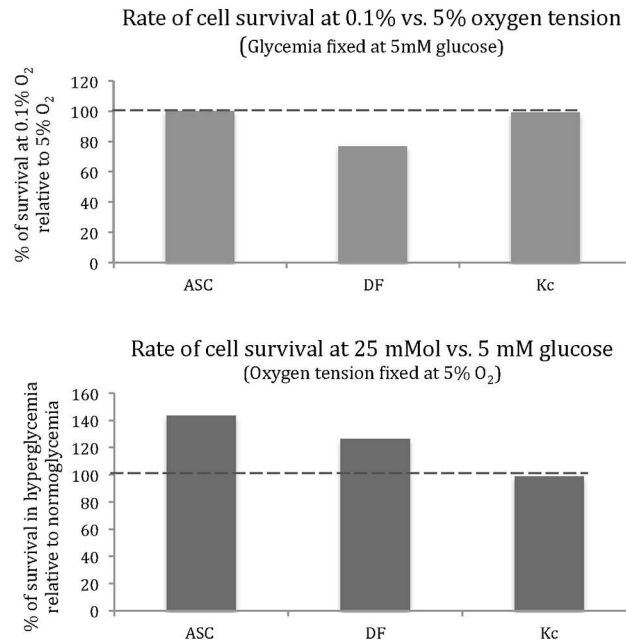 Rate of cell survival at 0.1% vs. 5% oxygen tension
(Glycemia fixed at 5mM glucose)
% of survival at 0.1% O2
relative to 5% O2
120
100
80
60
40
20
0
ASC DF Kc
Rate of cell survival at 25 mMol vs. 5 mM glucose
(Oxygen tension fixed at 5% O2)
% of survival in hyperglycemia
relative to normoglycemia
160
140
120
100
80
60
40
20
0
ASC DF Kc